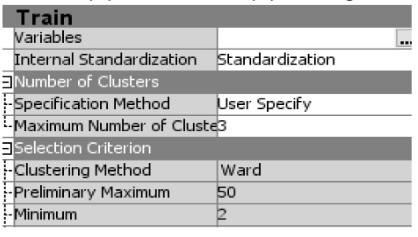 Train
Variables ...
Internal Standardization Standardization
Number of Clusters
Specification Method User Specify
Maximum Number of Cluste 3
Selection Criterion
Clustering Method Ward
Preliminary Maximum 50
Minimum 2